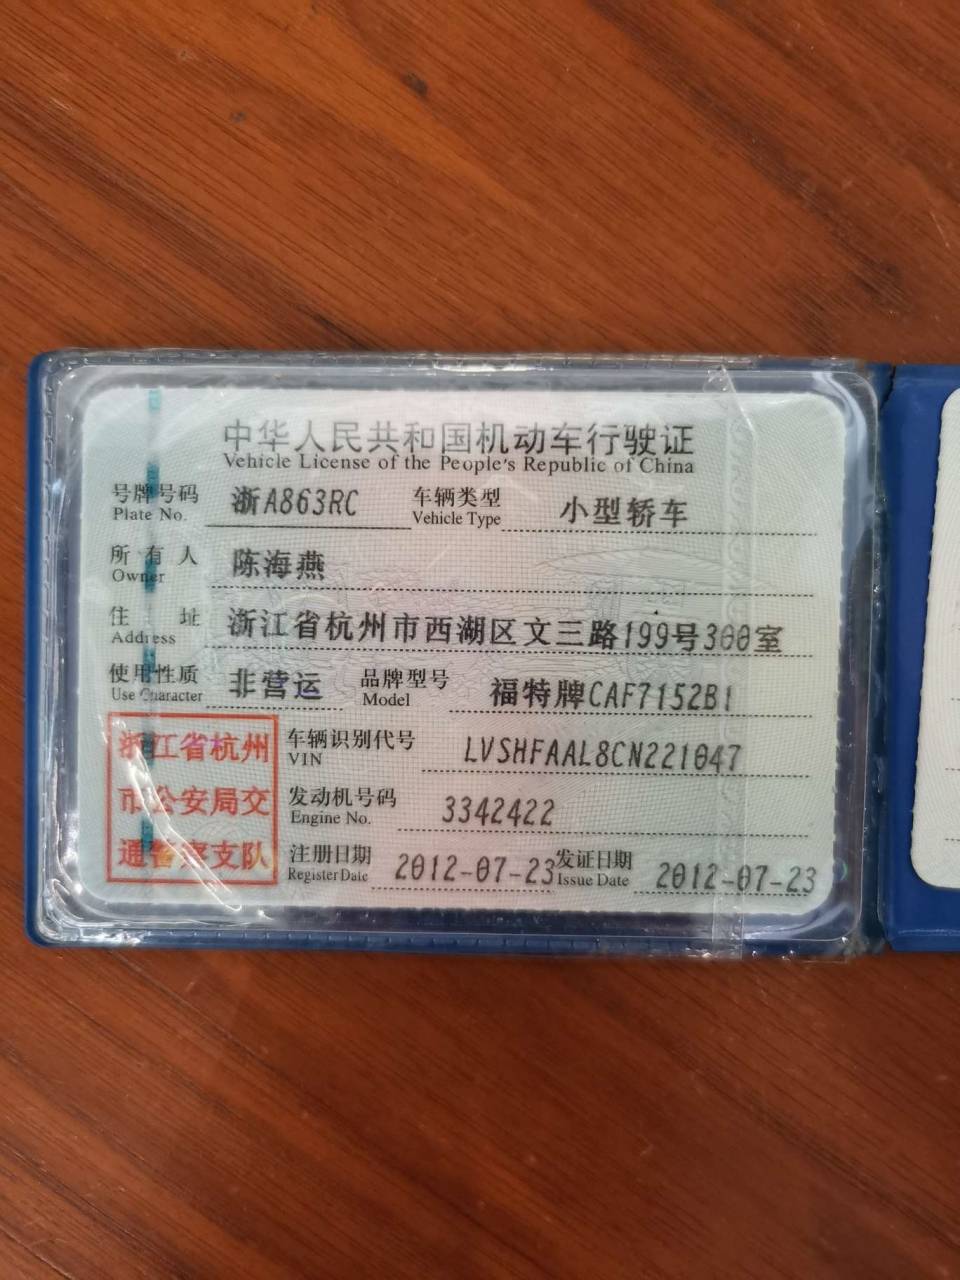 中华人民共和国机动车行驶证
Vehicle License of the People's Republic of China
号牌号码 浙A863RC 车辆类型 小型轿车
Plate No. Vehicle Type
所有人 陈海燕
Owner
住址 浙江省杭州市西湖区文三路199号300室
Address
使用性质 非营运 品牌型号 福特牌CAF7152B1
Use Character Model
浙江省杭州
市公安局交
通警察支队
车辆识别代号 LVSHFAAL8CN221047
VIN
发动机号码 3342422
Engine No.
注册日期 2012-07-23 发证日期 2012-07-23
Register Date Issue Date